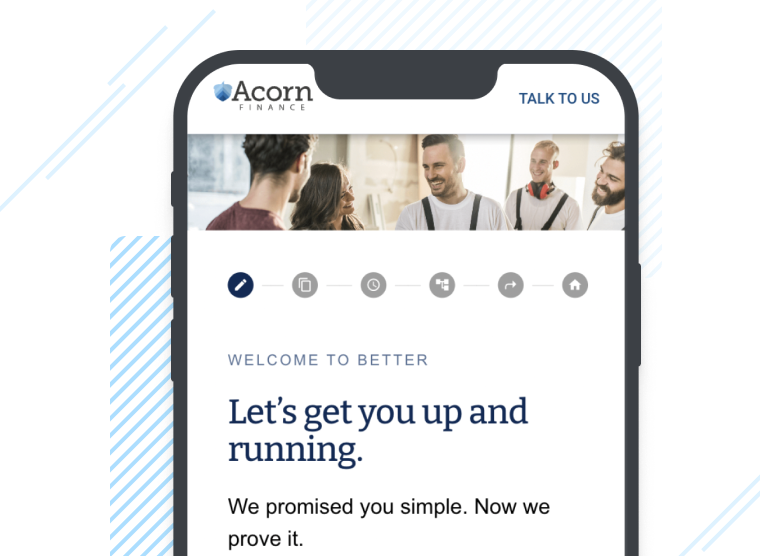 Acorn
FINANCE
TALK TO US
WELCOME TO BETTER
Let’s get you up and
running.
We promised you simple. Now we
prove it.